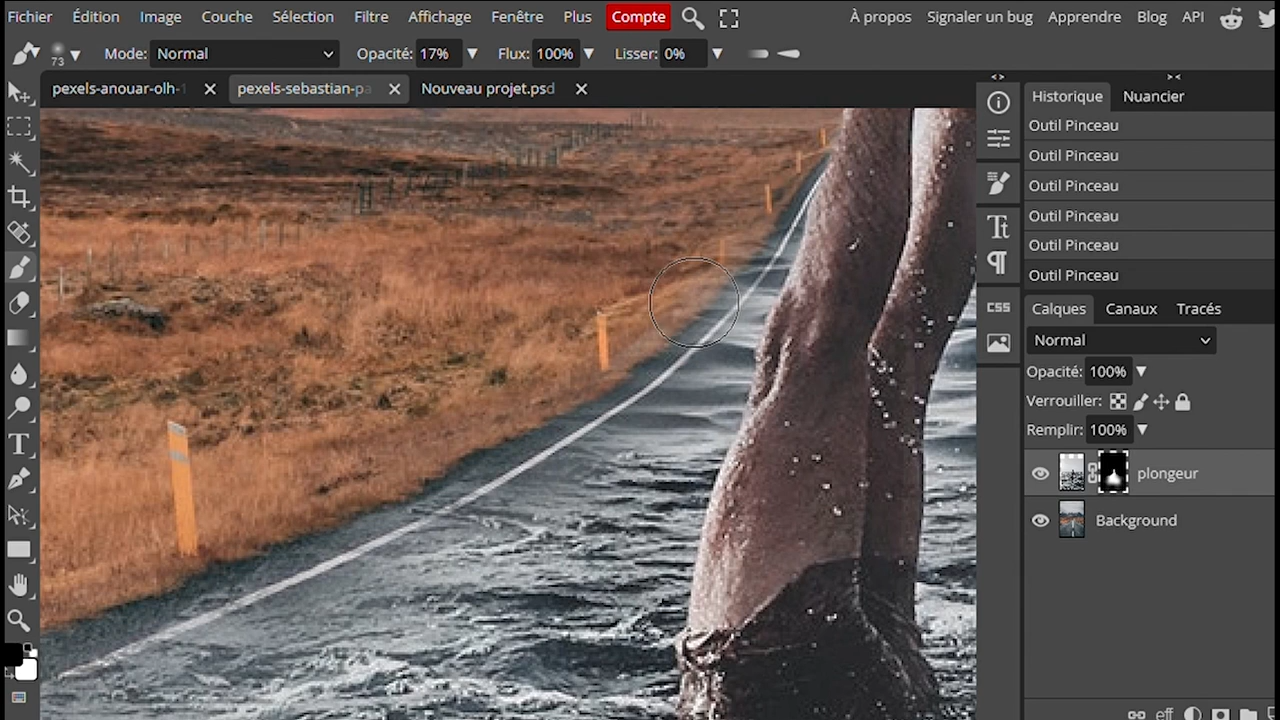 Fichier Édition Image Couche Sélection Filtre Affichage Fenêtre Plus Compte À propos Signaler un bug Apprendre Blog API
73 Mode: Normal Opacité: 17% Flux: 100% Lisser: 0%
pexels-anouar-olh-1 pexels-sebastian-pa Nouveau projet.psd
Historique Nuancier
Outil Pinceau
Outil Pinceau
Outil Pinceau
Outil Pinceau
Outil Pinceau
Outil Pinceau
CSS
Calques Canaux Tracés
Normal
Opacité: 100%
Verrouiller:
Remplir: 100%
plongeur
Background
eff